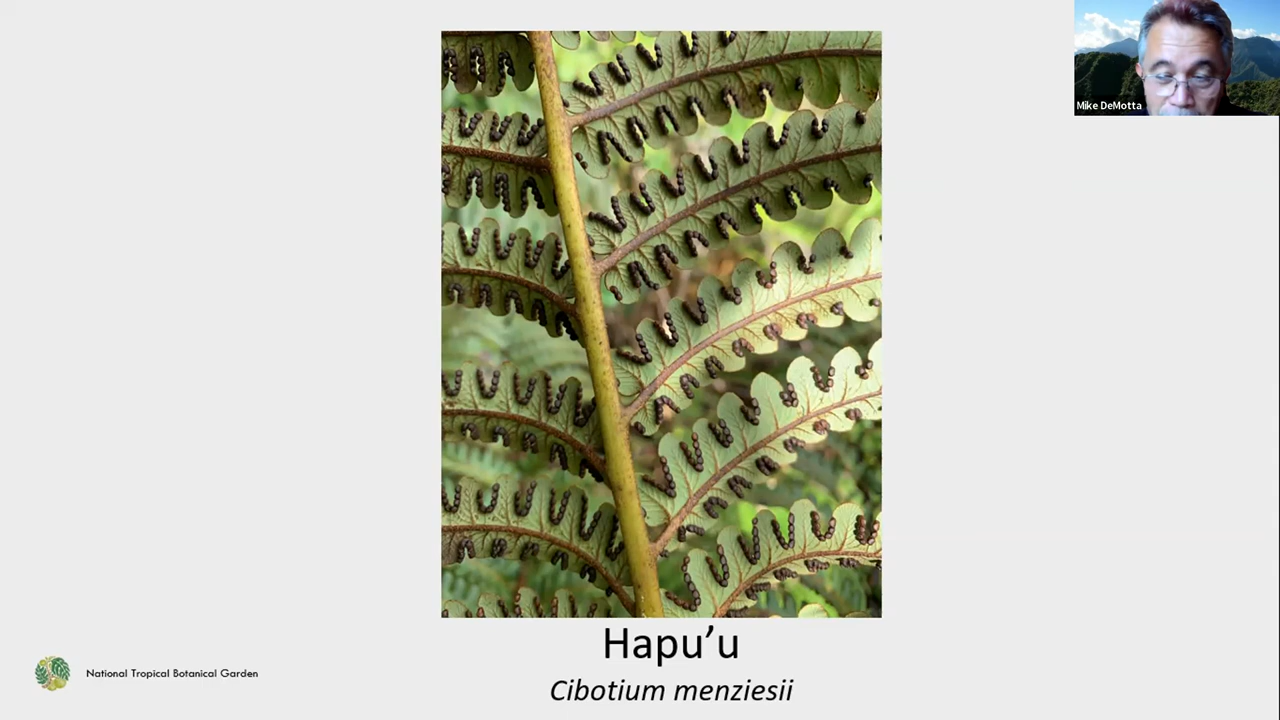 Mike DeMotta
Hapu’u
Cibotium menziesii
National Tropical Botanical Garden